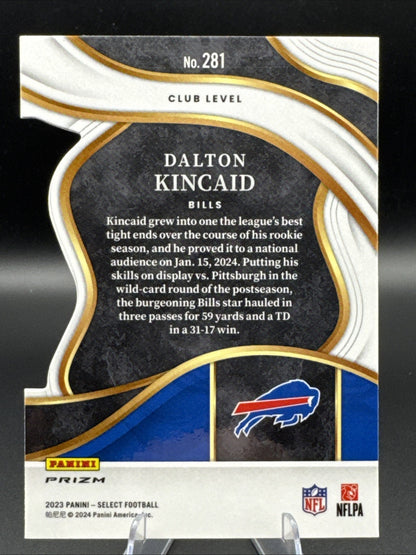 No. 281
CLUB LEVEL
DALTON
KINCAID
BILLS
Kincaid grew into one the league's best
tight ends over the course of his rookie
season, and he proved it to a national
audience on Jan. 15, 2024. Putting his
skills on display vs. Pittsburgh in the
wild-card round of the postseason,
the burgeoning Bills star hauled in
three passes for 59 yards and a TD
in a 31-17 win.
PANINI
PRIZM
2023 PANINI – SELECT FOOTBALL
帕尼尼 © 2024 Panini America, Inc.
NFL
NFLPA